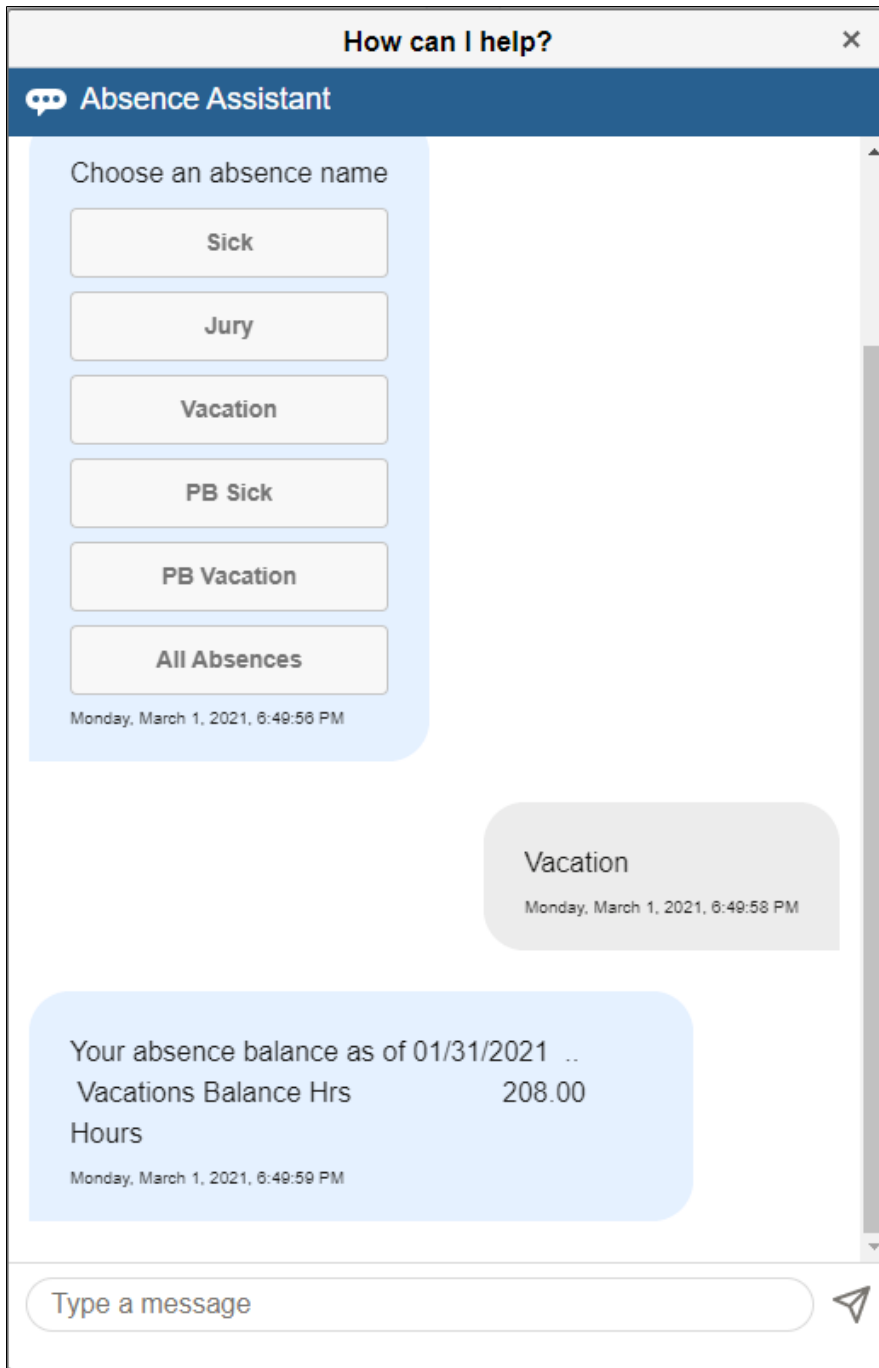 How can I help?
Absence Assistant
Choose an absence name
Sick
Jury
Vacation
PB Sick
PB Vacation
All Absences
Monday, March 1, 2021, 6:49:56 PM
Vacation
Monday, March 1, 2021, 6:49:58 PM
Your absence balance as of 01/31/2021 ..
Vacations Balance Hrs 208.00
Hours
Monday, March 1, 2021, 6:49:59 PM
Type a message